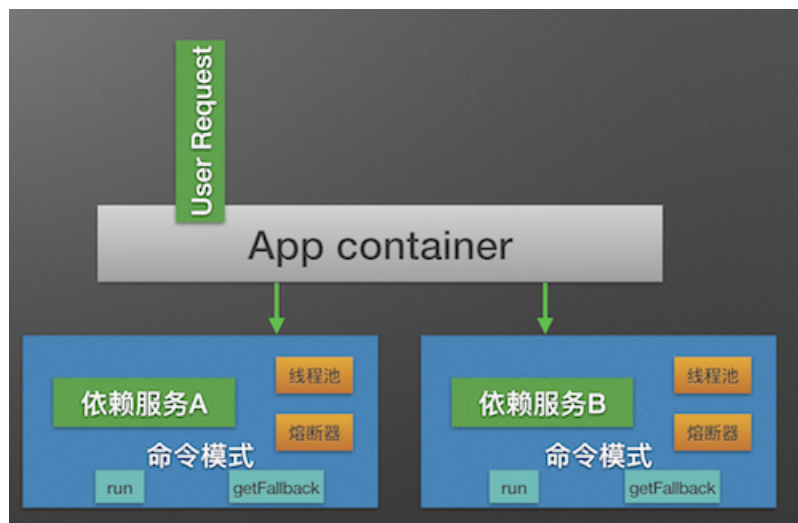 User Request
App container
线程池
依赖服务A
熔断器
命令模式
run
getFallback
线程池
依赖服务B
熔断器
命令模式
run
getFallback